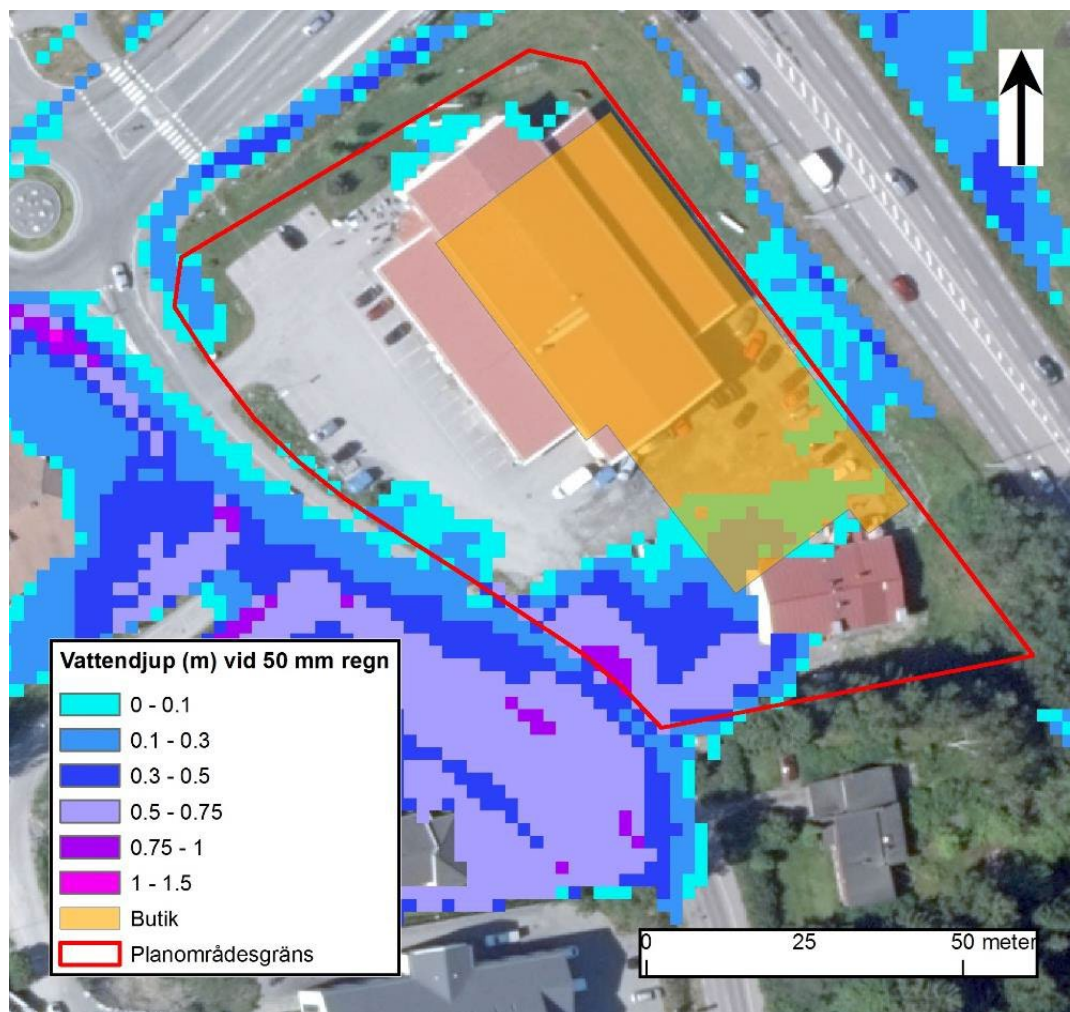 Vattendjup (m) vid 50 mm regn
0 - 0.1
0.1 - 0.3
0.3 - 0.5
0.5 - 0.75
0.75 - 1
1 - 1.5
Butik
Planområdesgräns
0 25 50 meter